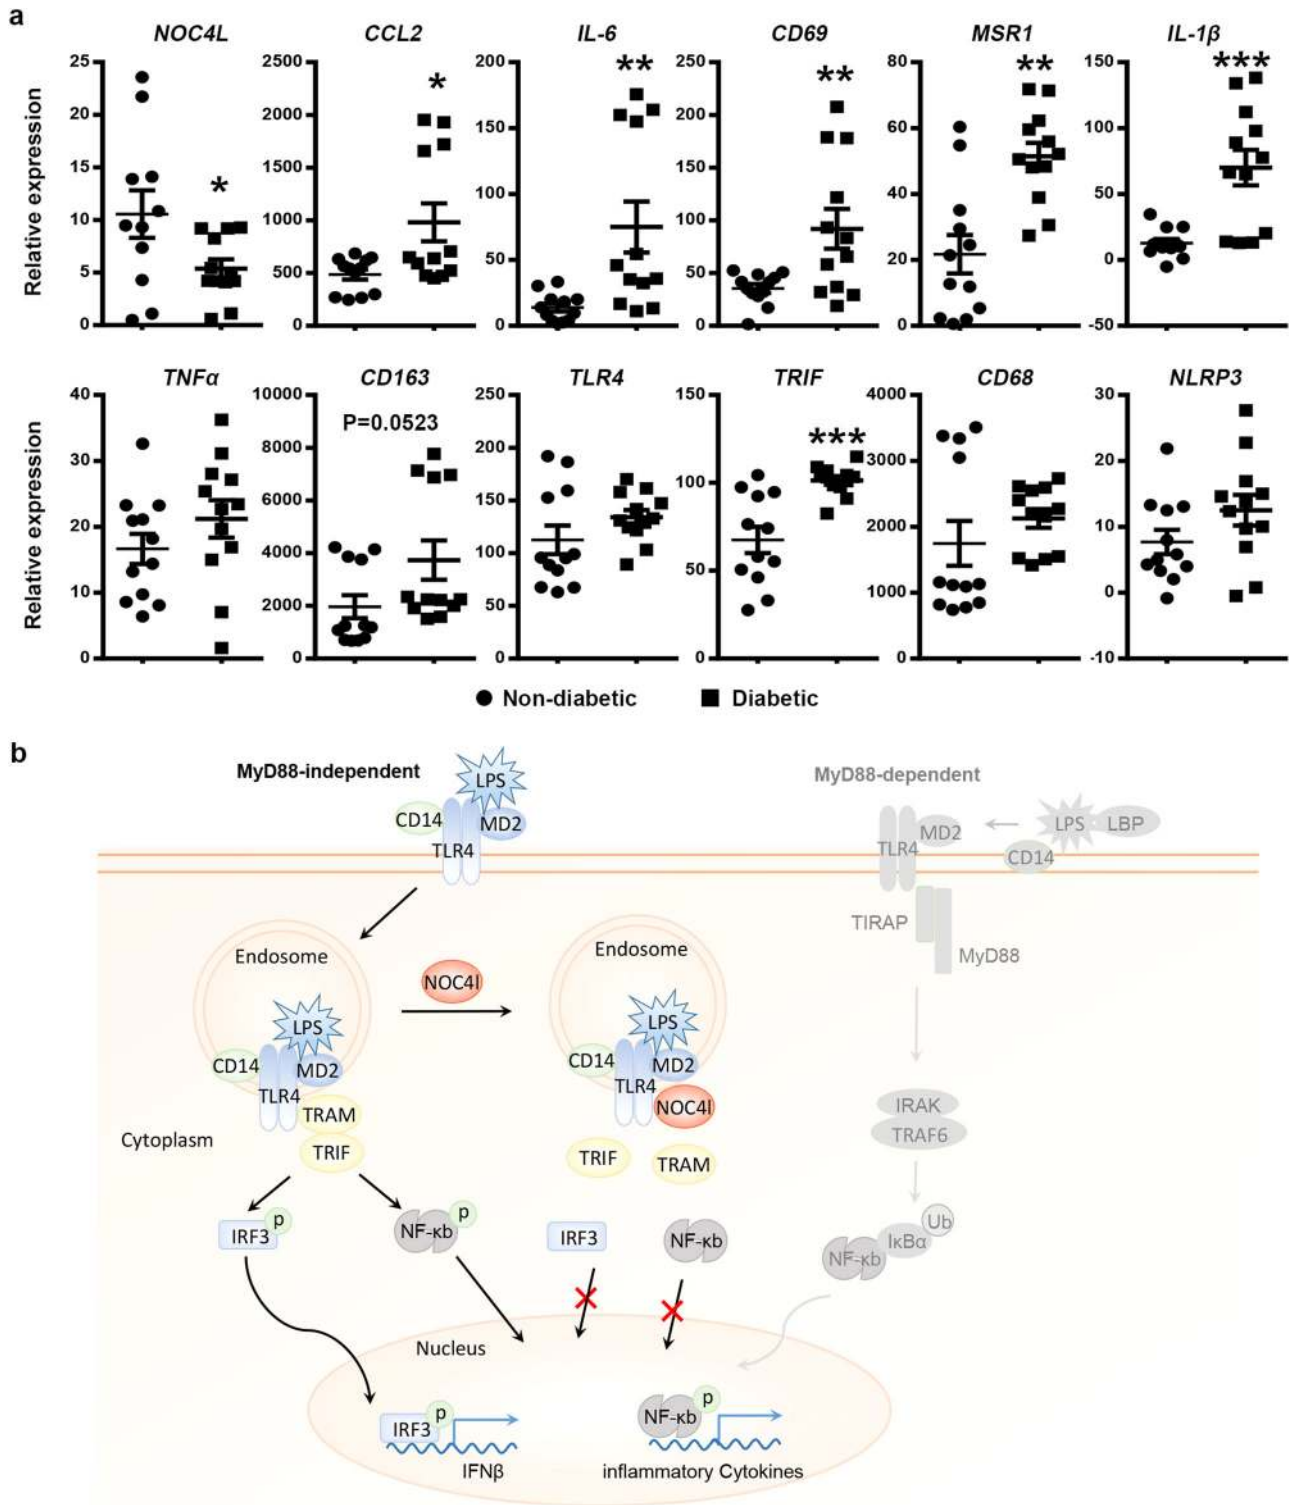 a
NOC4L CCL2 IL-6 CD69 MSR1 IL-1β
Relative expression
25 2500 200 250 80 150
20 2000 150 200 60 100
15 1500 100 150 40 50
10 1000 50 100 20 0
5 500 0 50 0 -50
0 0 0
* * ** ** ** ***
TNFα CD163 TLR4 TRIF CD68 NLRP3
Relative expression
P=0.0523
***
40 10000 250 150 4000 30
30 8000 200 100 3000 20
20 6000 150 50 2000 10
10 4000 100 0 1000 0
0 2000 50 0 -10
0 0
Non-diabetic Diabetic
b
MyD88-independent
LPS
CD14
MD2
TLR4
MyD88-dependent
LPS
LBP
MD2
TLR4
CD14
TIRAP
MyD88
Endosome
LPS
CD14
MD2
TLR4
TRAM
TRIF
NOC4l
Endosome
LPS
CD14
MD2
TLR4
NOC4l
TRIF
TRAM
Cytoplasm
IRAK
TRAF6
IRF3
p
NF-κb
p
IRF3
NF-κb
NF-κb
IκBα
Ub
Nucleus
IRF3
p
IFNβ
NF-κb
p
inflammatory Cytokines